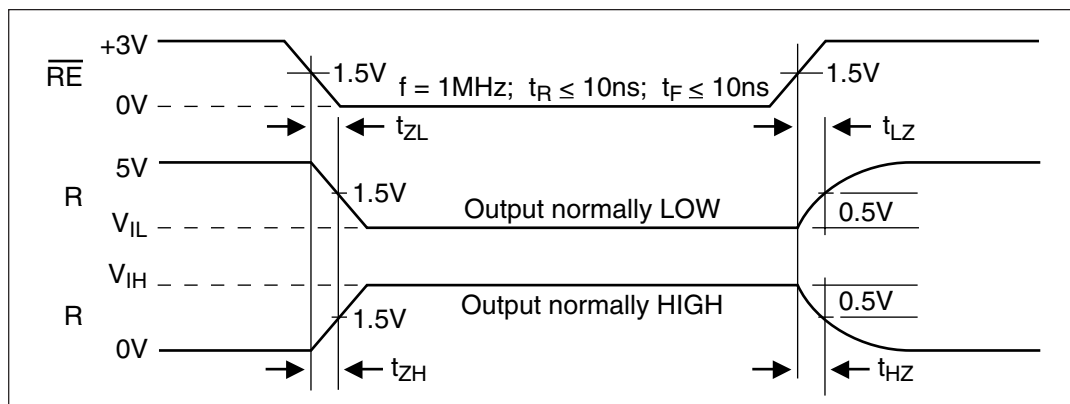 +3V
R̅E̅
1.5V
f = 1MHz; tR ≤ 10ns; tF ≤ 10ns
1.5V
0V
tZL
tLZ
5V
R
1.5V
Output normally LOW
0.5V
VIL
VIH
R
1.5V
Output normally HIGH
0.5V
0V
tZH
tHZ